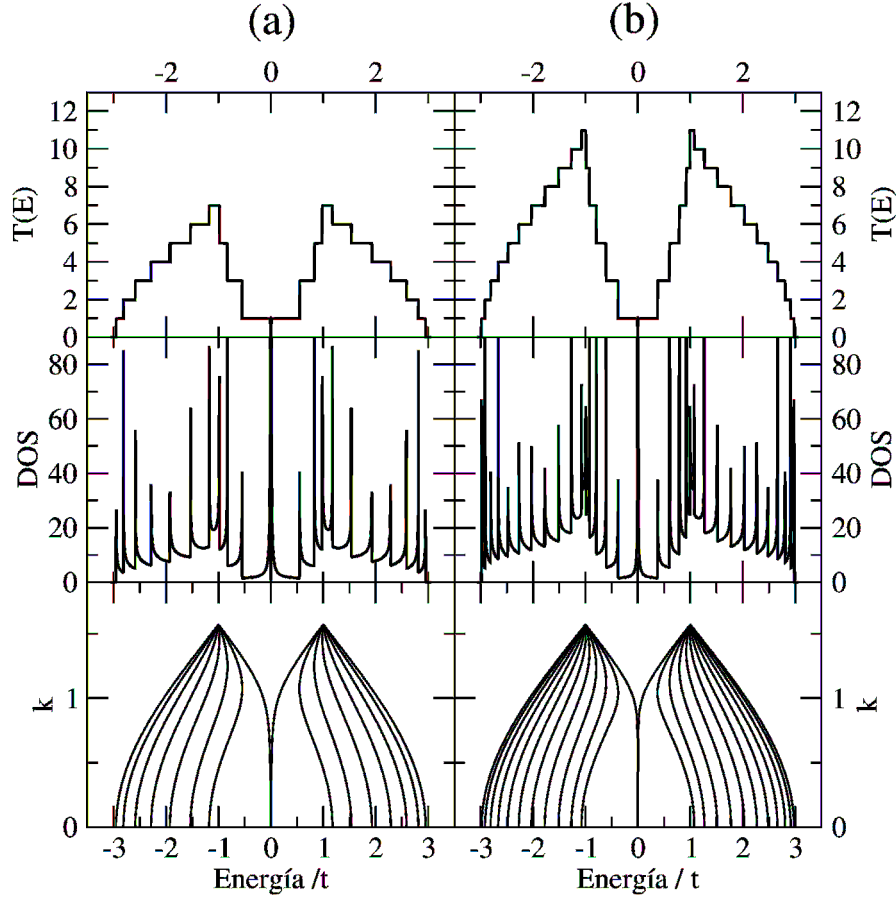 (a) (b)
-2 0 2 -2 0 2
12 12
10 10
8 8
T(E) T(E)
6 6
4 4
2 2
0 0
80 80
60 60
DOS DOS
40 40
20 20
0 0
k 1 1 k
0 0
-3 -2 -1 0 1 2 3 -3 -2 -1 0 1 2 3
Energía /t Energía / t